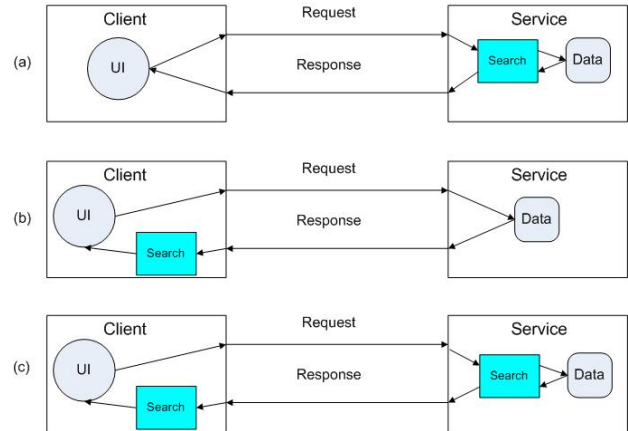 Client
Request
Service
(a)
UI
Response
Search
Data
Client
Request
Service
(b)
UI
Response
Search
Data
Client
Request
Service
(c)
UI
Response
Search
Search
Data